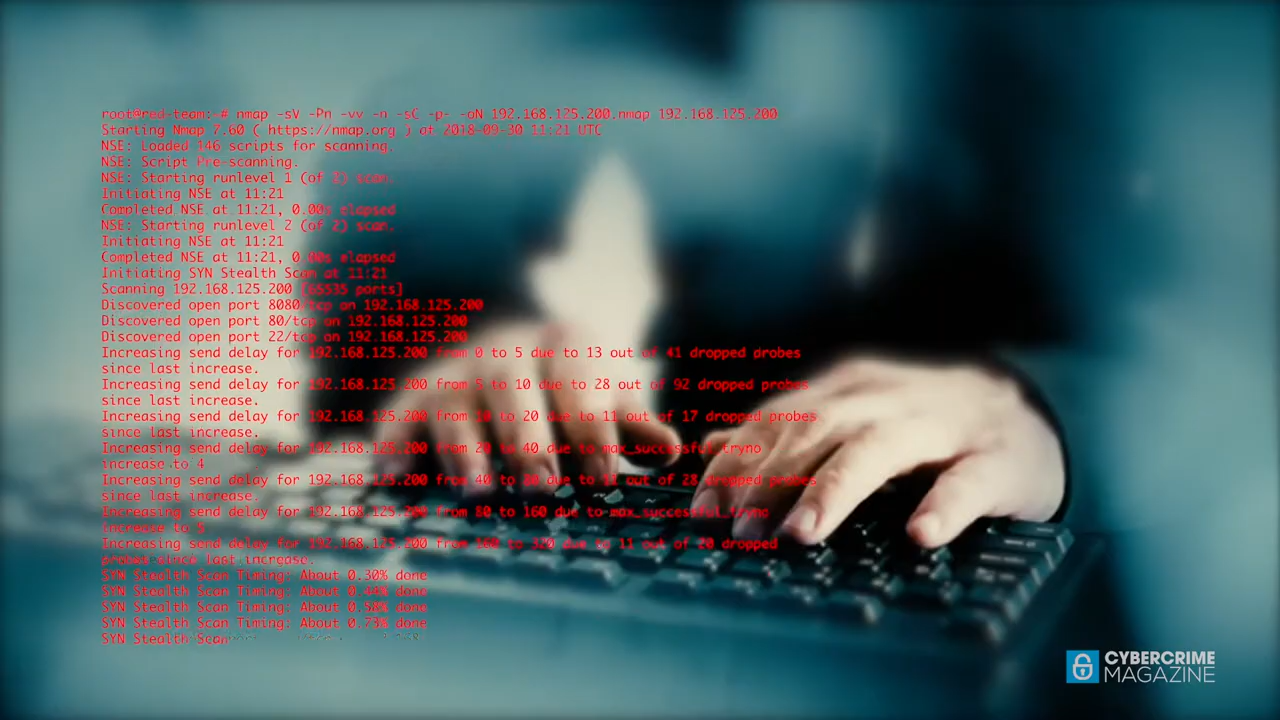 root@red-team:~# nmap -sV -Pn -vv -n -sC -p- -oN 192.168.125.200.nmap 192.168.125.200
Starting Nmap 7.60 ( https://nmap.org ) at 2018-09-30 11:21 UTC
NSE: Loaded 146 scripts for scanning.
NSE: Script Pre-scanning.
NSE: Starting runlevel 1 (of 2) scan.
Initiating NSE at 11:21
Completed NSE at 11:21, 0.00s elapsed
NSE: Starting runlevel 2 (of 2) scan.
Initiating NSE at 11:21
Completed NSE at 11:21, 0.00s elapsed
Initiating SYN Stealth Scan at 11:21
Scanning 192.168.125.200 [65535 ports]
Discovered open port 8080/tcp on 192.168.125.200
Discovered open port 80/tcp on 192.168.125.200
Discovered open port 22/tcp on 192.168.125.200
Increasing send delay for 192.168.125.200 from 0 to 5 due to 13 out of 41 dropped probes
since last increase.
Increasing send delay for 192.168.125.200 from 5 to 10 due to 28 out of 92 dropped probes
since last increase.
Increasing send delay for 192.168.125.200 from 10 to 20 due to 11 out of 17 dropped probes
since last increase.
Increasing send delay for 192.168.125.200 from 20 to 40 due to max_successful_tryno
increase to 4
Increasing send delay for 192.168.125.200 from 40 to 80 due to out of 28 dropped probes
since last increase.
Increasing send delay for 192.168.125.200 from 80 to 160 due to max_successful_tryno
increase to 5
Increasing send delay for 192.168.125.200 from 160 to 320 due to 11 out of 20 dropped
probes since last increase.
SYN Stealth Scan Timing: About 0.30% done
SYN Stealth Scan Timing: About 0.44% done
SYN Stealth Scan Timing: About 0.58% done
SYN Stealth Scan Timing: About 0.73% done
SYN Stealth Scan
CYBERCRIME
MAGAZINE